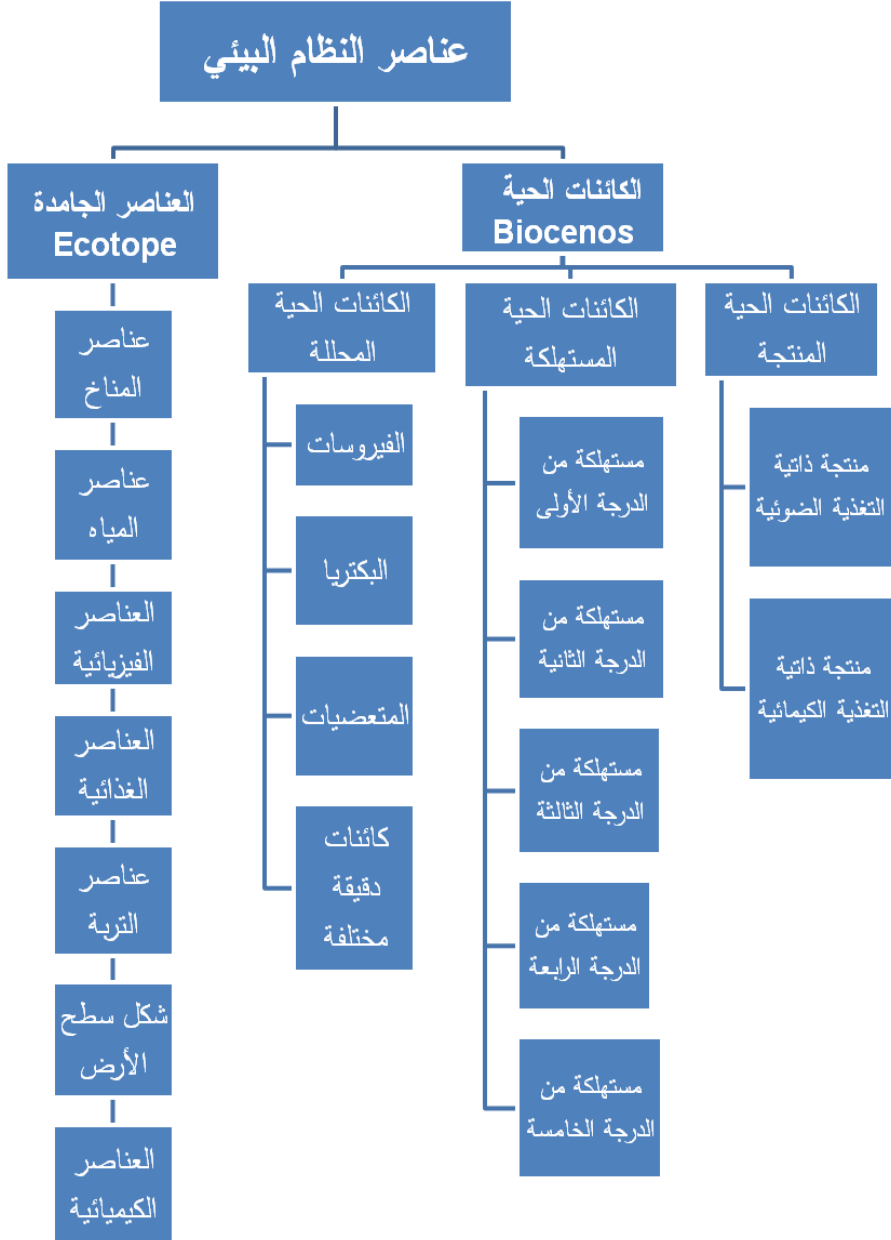 عناصر النظام البيئي
الكائنات الحية
Biocenos
الكائنات الحية
المنتجة
منتجة ذاتية
التغذية الضوئية
منتجة ذاتية
التغذية الكيمائية
الكائنات الحية
المستهلكة
مستهلكة من
الدرجة الأولى
مستهلكة من
الدرجة الثانية
مستهلكة من
الدرجة الثالثة
مستهلكة من
الدرجة الرابعة
مستهلكة من
الدرجة الخامسة
الكائنات الحية
المحللة
الفيروسات
البكتريا
المتعضيات
كائنات
دقيقة
مختلفة
العناصر الجامدة
Ecotope
عناصر
المناخ
عناصر
المياه
العناصر
الفيزيائية
العناصر
الغذائية
عناصر
التربة
شكل سطح
الأرض
العناصر
الكيميائية